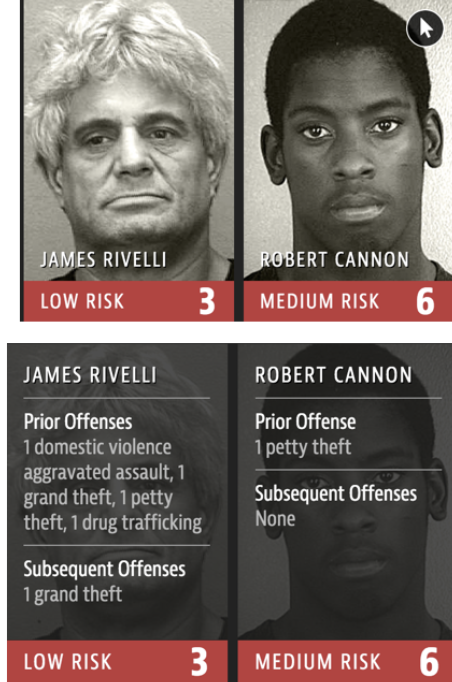 JAMES RIVELLI
ROBERT CANNON
LOW RISK 3
MEDIUM RISK 6
JAMES RIVELLI
Prior Offenses
1 domestic violence
aggravated assault, 1
grand theft, 1 petty
theft, 1 drug trafficking
Subsequent Offenses
1 grand theft
LOW RISK 3
ROBERT CANNON
Prior Offense
1 petty theft
Subsequent Offenses
None
MEDIUM RISK 6